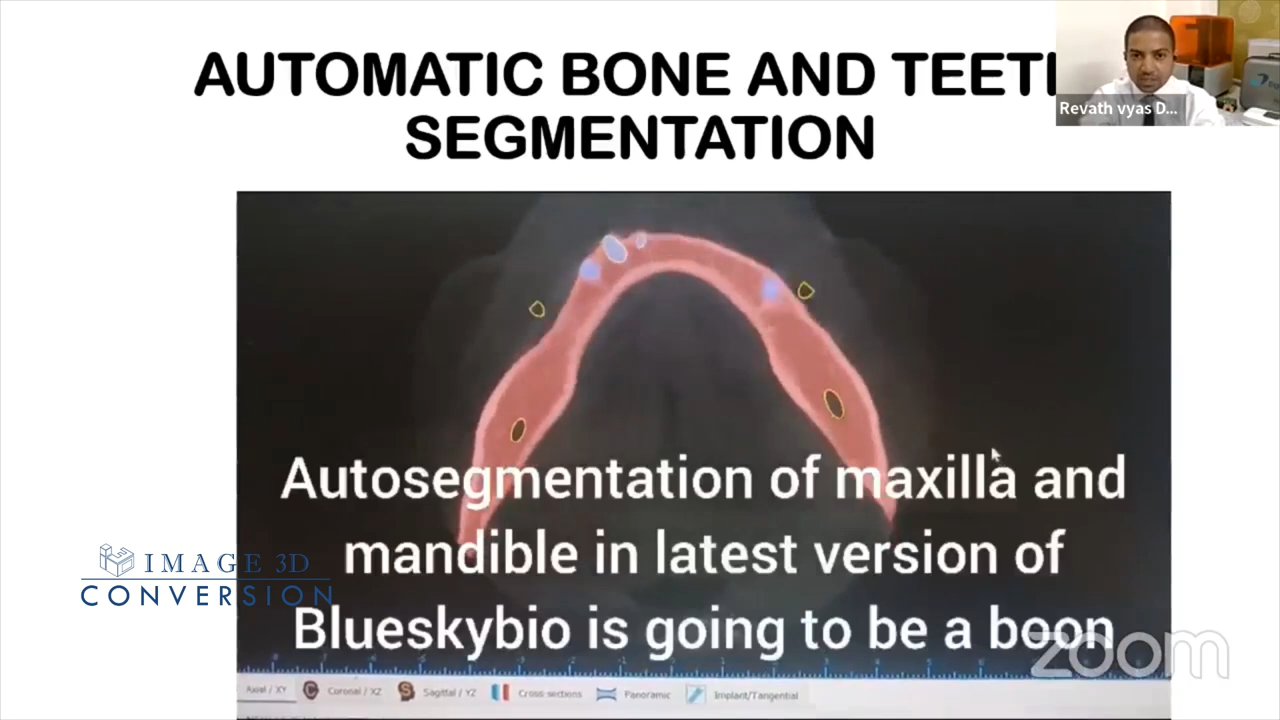 AUTOMATIC BONE AND TEETH
SEGMENTATION
Revath vyas D...
Autosegmentation of maxilla and
mandible in latest version of
Blueskybio is going to be a boon
IMAGE 3D
CONVERSION
zoom
Axial / XY
Coronal / XZ
Sagittal / YZ
Cross-sections
Panoramic
Implant/Tangential